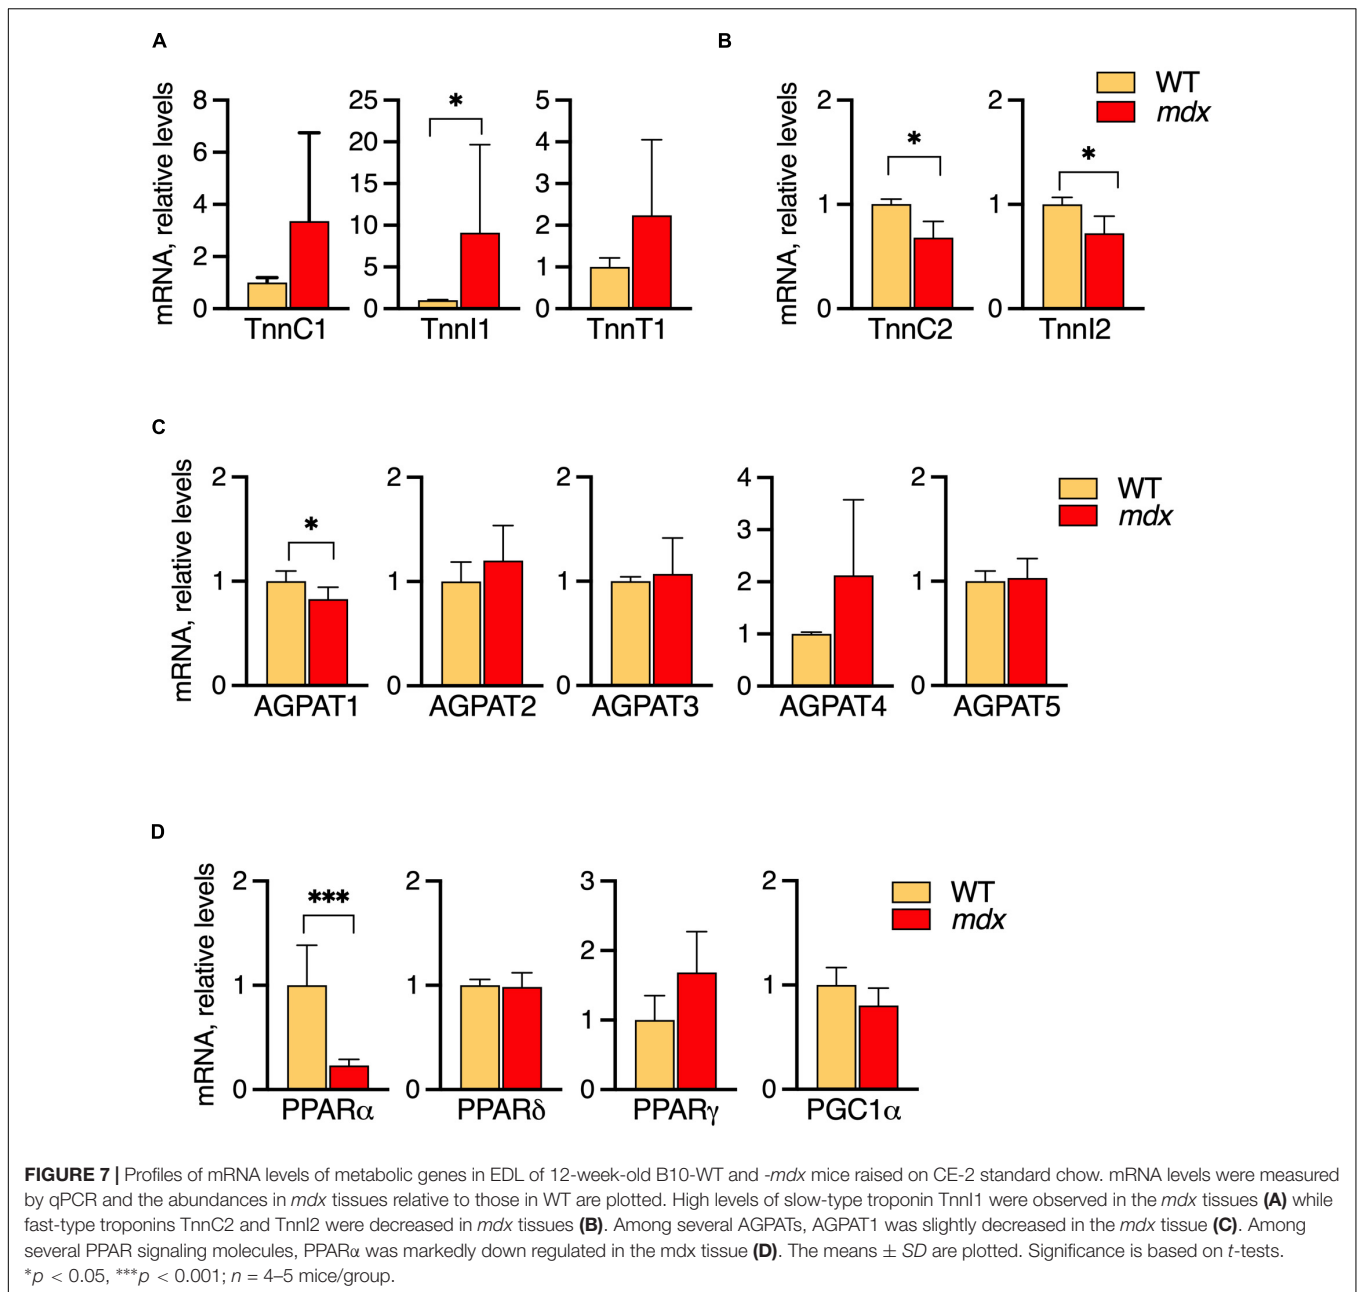 A
B
mRNA, relative levels
8
6
4
2
0
TnnC1
25
20
15
10
5
0
*
TnnI1
5
4
3
2
1
0
TnnT1
mRNA, relative levels
2
1
0
*
TnnC2
2
1
0
*
TnnI2
WT
mdx
C
mRNA, relative levels
2
1
0
*
AGPAT1
2
1
0
AGPAT2
2
1
0
AGPAT3
4
3
2
1
0
AGPAT4
2
1
0
AGPAT5
WT
mdx
D
mRNA, relative levels
2
1
0
***
PPARα
2
1
0
PPARδ
3
2
1
0
PPARγ
2
1
0
PGC1α
WT
mdx
FIGURE 7 | Profiles of mRNA levels of metabolic genes in EDL of 12-week-old B10-WT and -mdx mice raised on CE-2 standard chow. mRNA levels were measured
by qPCR and the abundances in mdx tissues relative to those in WT are plotted. High levels of slow-type troponin TnnI1 were observed in the mdx tissues (A) while
fast-type troponins TnnC2 and TnnI2 were decreased in mdx tissues (B). Among several AGPATs, AGPAT1 was slightly decreased in the mdx tissue (C). Among
several PPAR signaling molecules, PPARα was markedly down regulated in the mdx tissue (D). The means ± SD are plotted. Significance is based on t-tests.
*p < 0.05, ***p < 0.001; n = 4–5 mice/group.